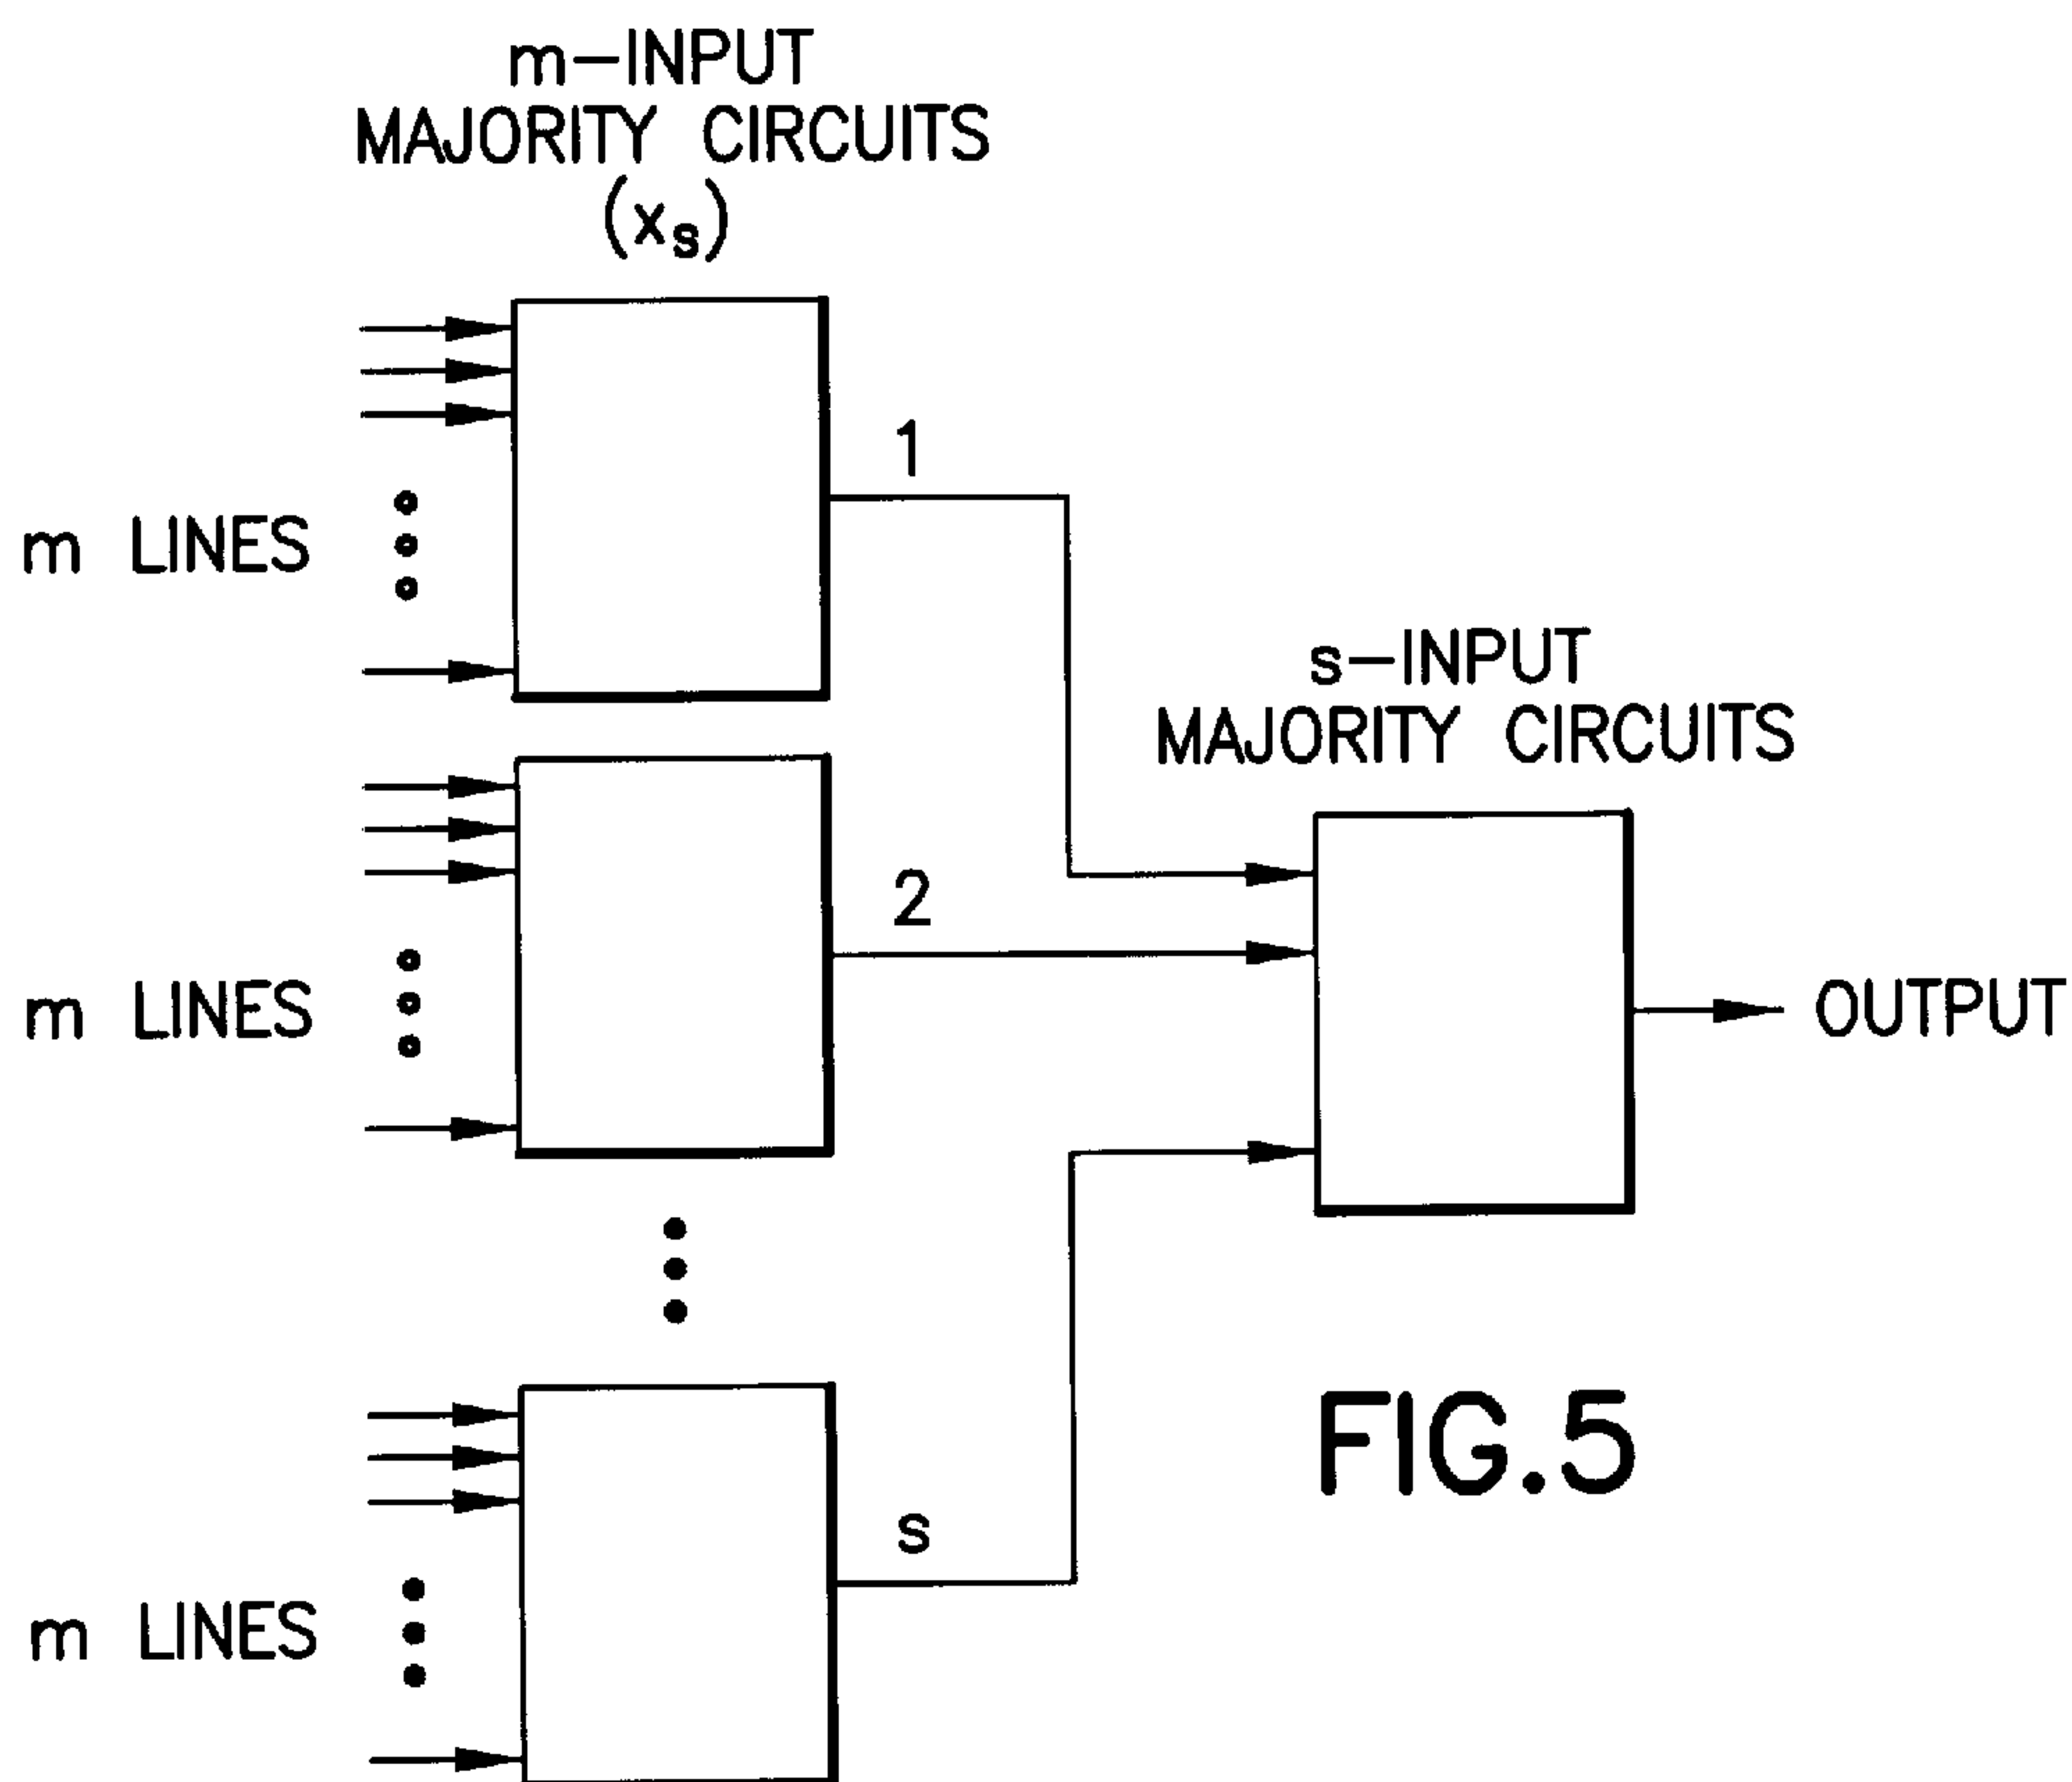 m-INPUT
MAJORITY CIRCUITS
(xs)
1
m LINES
s-INPUT
MAJORITY CIRCUITS
2
m LINES
OUTPUT
FIG.5
s
m LINES